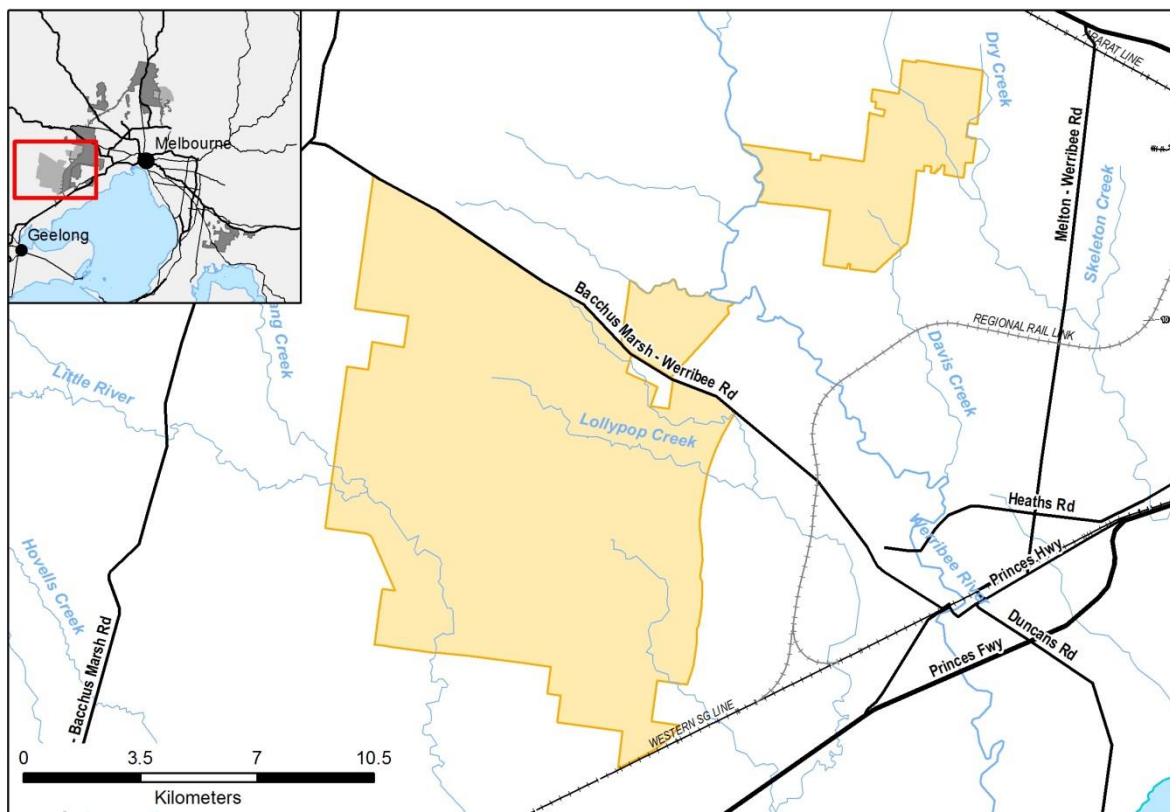 Melbourne
Geelong
Dry Creek
ARARAT LINE
Melton - Werribee Rd
Skeleton Creek
REGIONAL RAIL LINK
Bacchus Marsh - Werribee Rd
ang Creek
Little River
Davis Creek
Lollypop Creek
Heaths Rd
Werribee River
Princes Hwy
Hovells Creek
- Bacchus Marsh Rd
Duncans Rd
Princes Fwy
WESTERN SG LINE
0 3.5 7 10.5
Kilometers